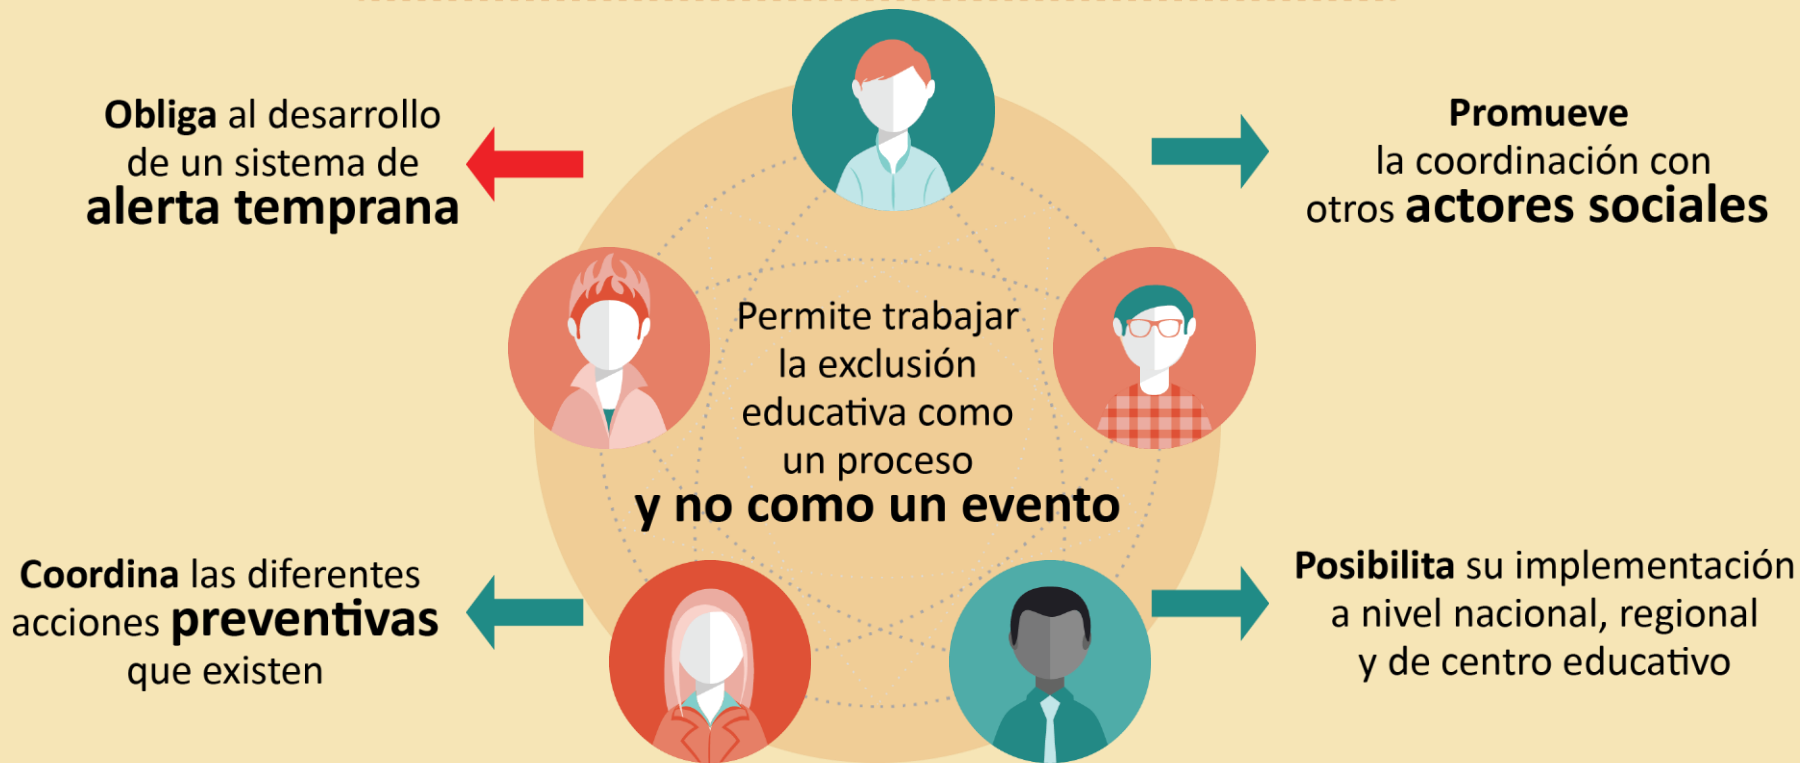 Obliga al desarrollo
de un sistema de
alerta temprana
Promueve
la coordinación con
otros actores sociales
Permite trabajar
la exclusión
educativa como
un proceso
y no como un evento
Coordina las diferentes
acciones preventivas
que existen
Posibilita su implementación
a nivel nacional, regional
y de centro educativo